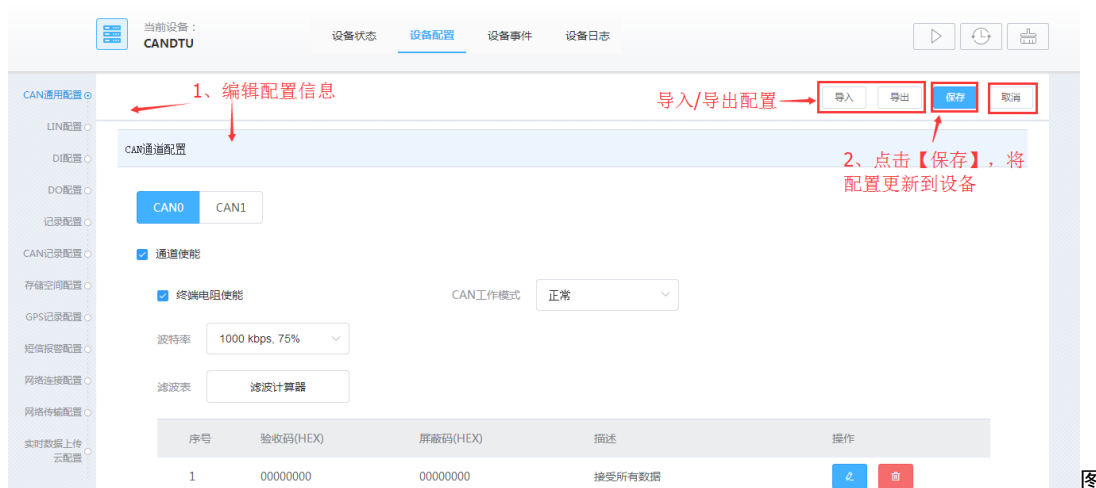 当前设备：
CANDTU
设备状态 设备配置 设备事件 设备日志
CAN通用配置
1、编辑配置信息
导入/导出配置
导入 导出 保存 取消
LIN配置
DI配置
CAN通道配置
2、点击【保存】，将
配置更新到设备
DO配置
CAN0 CAN1
记录配置
CAN记录配置
通道使能
存储空间配置
终端电阻使能 CAN工作模式 正常
GPS记录配置
波特率 1000 kbps, 75%
短信报警配置
网络连接配置
滤波表 滤波计算器
网络传输配置
实时数据上传
云配置
序号 验收码(HEX) 屏蔽码(HEX) 描述 操作
1 00000000 00000000 接受所有数据
图